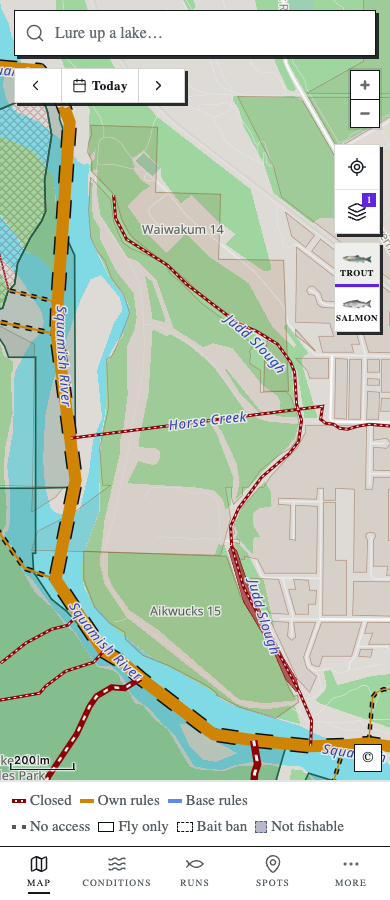 Lure up a lake…
Today
1
TROUT
SALMON
Waiwakum 14
Judd Slough
Squamish River
Horse Creek
Aikwucks 15
Judd Slough
Squamish River
200 m
les Park
©
Closed
Own rules
Base rules
No access
Fly only
Bait ban
Not fishable
MAP
CONDITIONS
RUNS
SPOTS
MORE